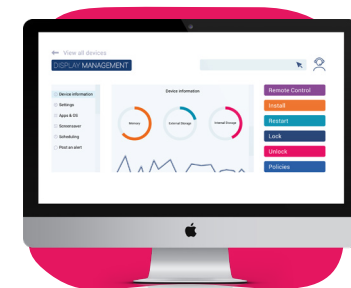 ← View all devices
DISPLAY MANAGEMENT
Device information
Settings
Apps & OS
Screensaver
Scheduling
Post an alert
Device information
Memory
External Storage
Internal Storage
Remote Control
Install
Restart
Lock
Unlock
Policies